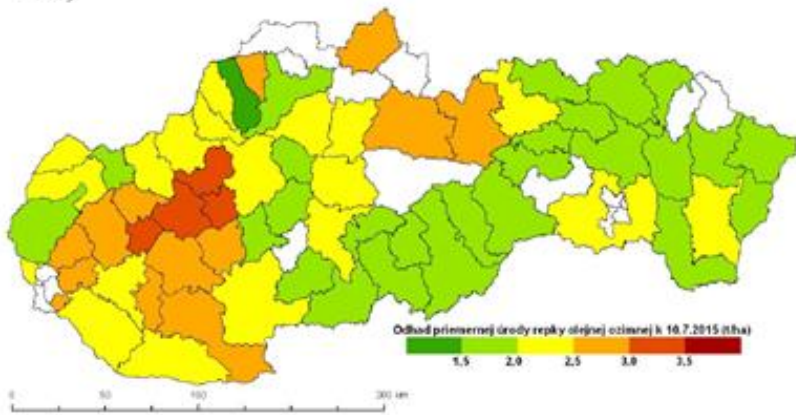 Odhad priemernej úrody repky olejnej ozimnej k 10.7.2015 (t/ha)
1,5 2,0 2,5 3,0 3,5
0 50 100 200 km